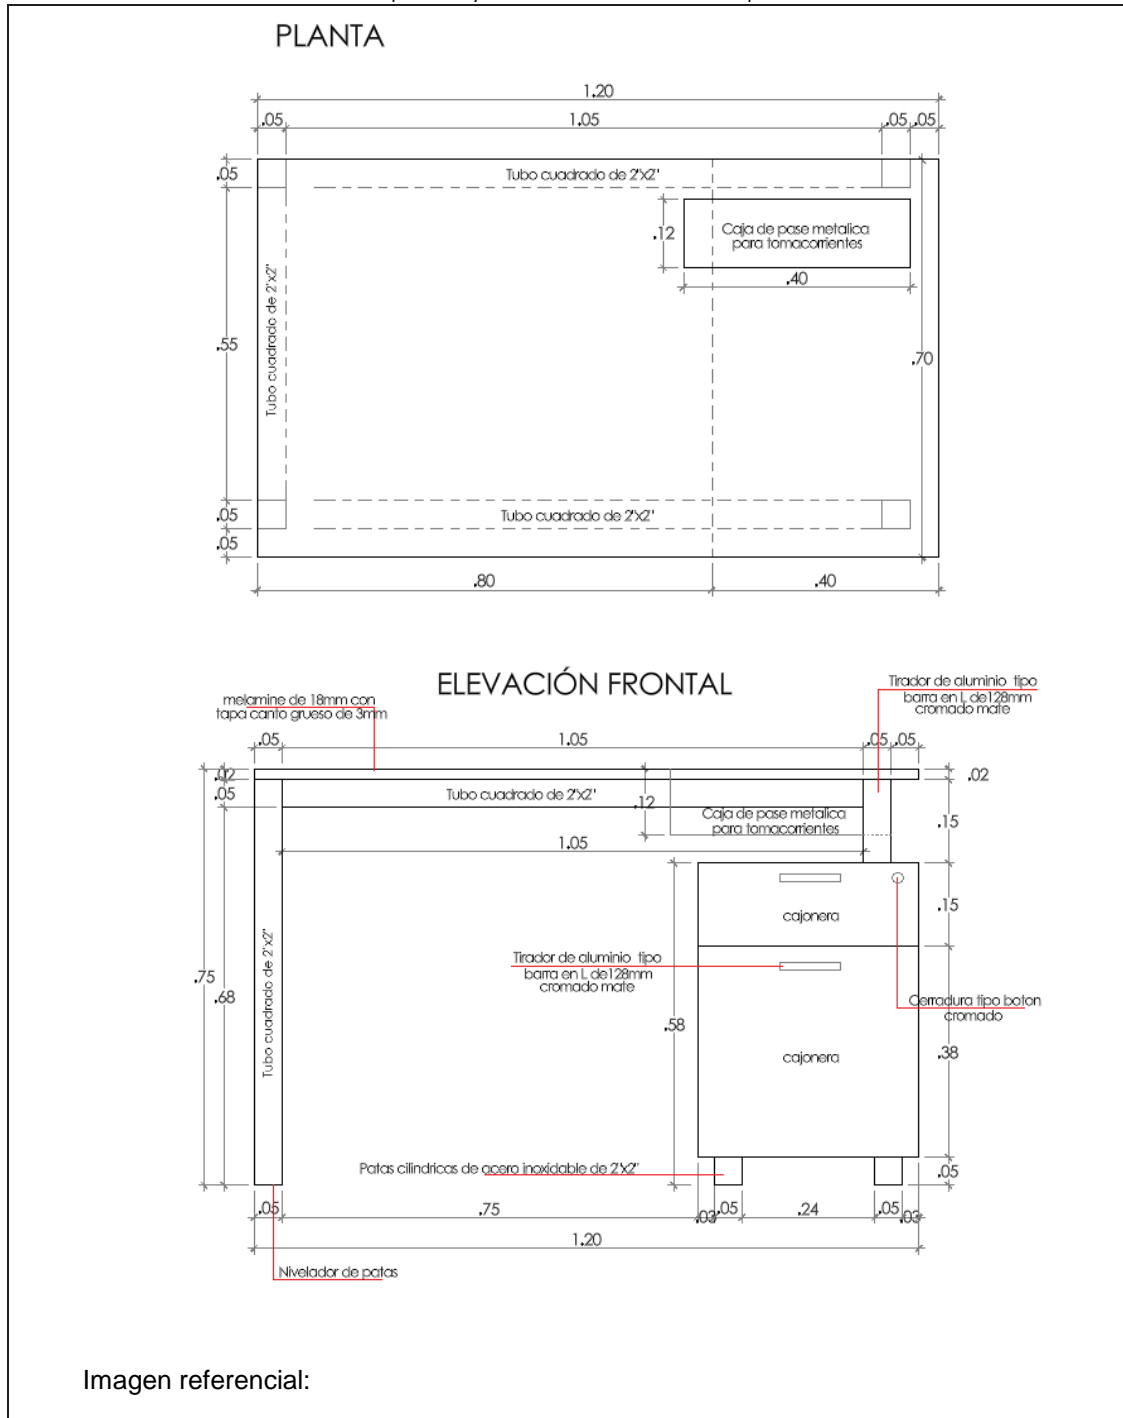 PLANTA
1.20
.05
1.05
.05
.05
.05
Tubo cuadrado de 2"x2"
.12
Caja de pase metalica
para tomacorrientes
.40
Tubo cuadrado de 2"x2"
.55
.70
.05
Tubo cuadrado de 2"x2"
.05
.80
.40
ELEVACIÓN FRONTAL
melamine de 18mm con
tapa canto grueso de 3mm
Tirador de aluminio tipo
barra en L de128mm
cromado mate
.05
1.05
.05
.05
.02
.02
.05
Tubo cuadrado de 2"x2"
.12
Caja de pase metalica
para tomacorrientes
.15
1.05
.15
cajonera
Tubo cuadrado de 2"x2"
Tirador de aluminio tipo
barra en L de128mm
cromado mate
.75
.68
Cerradura tipo boton
cromado
.58
.38
cajonera
Patas cilindricas de acero inoxidable de 2"x2"
.05
.05
.75
.03
.05
.24
.05
.03
1.20
Nivelador de patas
Imagen referencial: